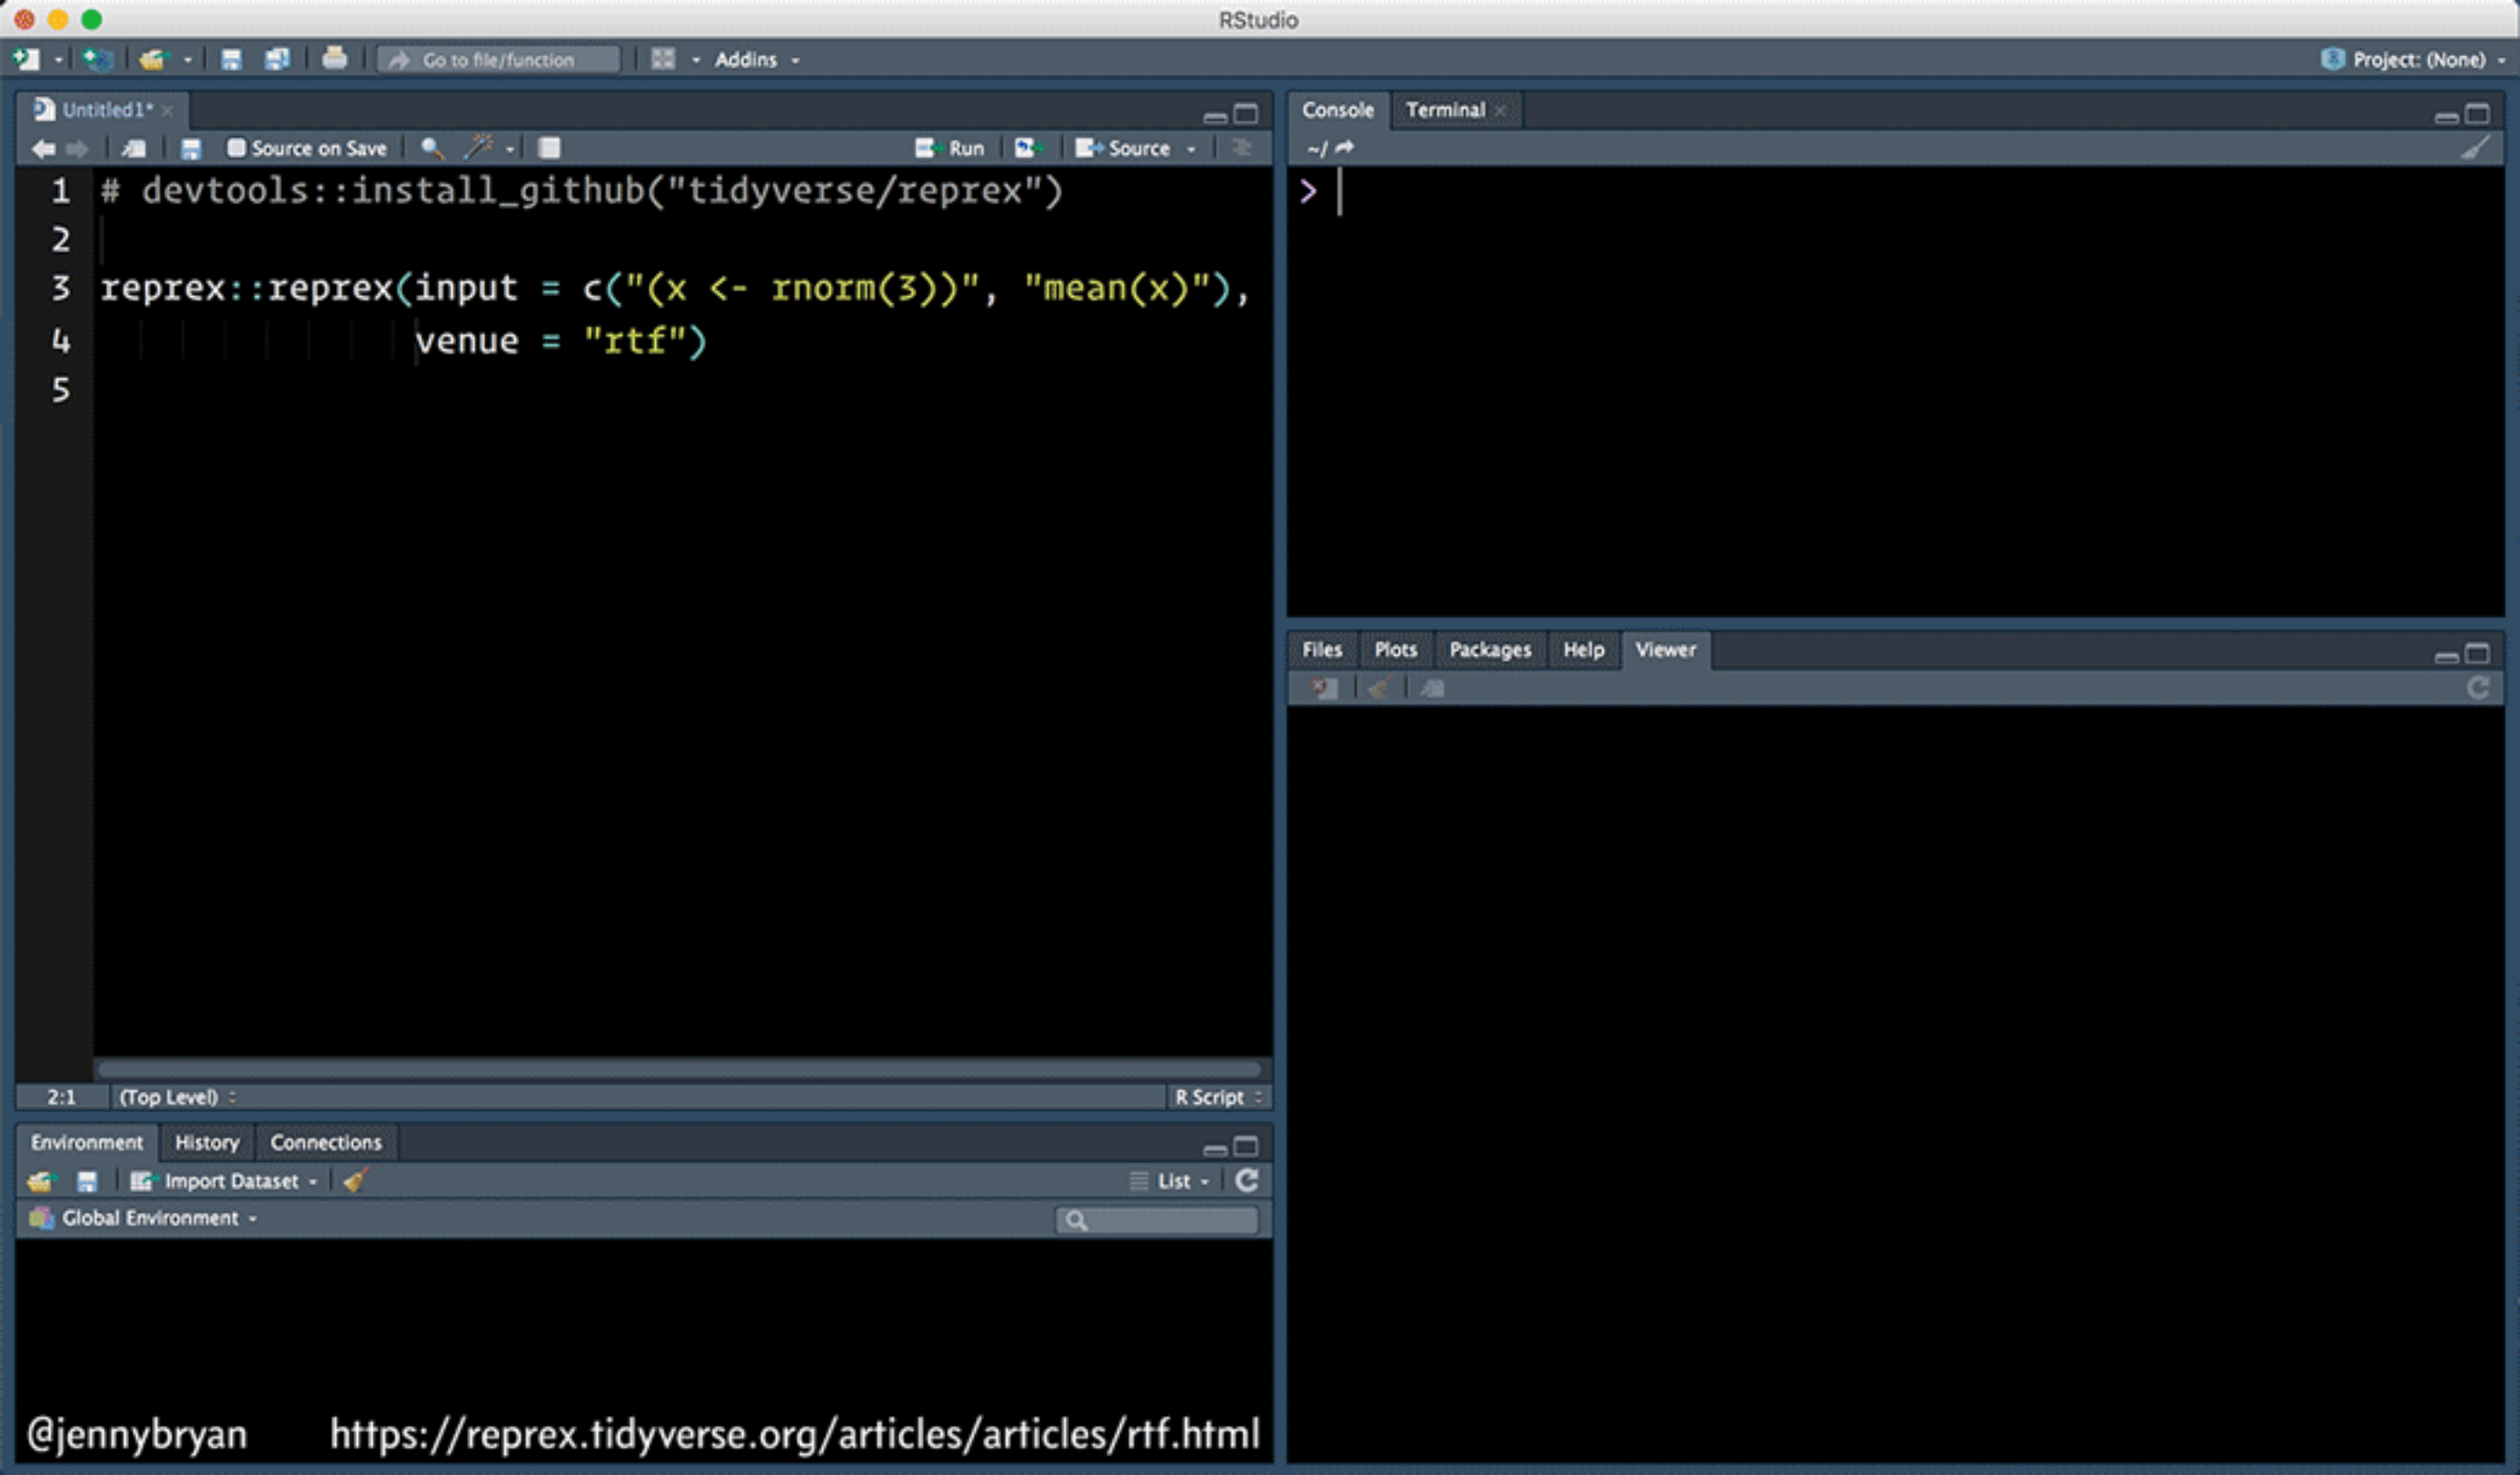 RStudio
Go to file/function
Addins
Project: (None)
Untitled1*
Source on Save
Run
Source
1 # devtools::install_github("tidyverse/reprex")
2
3 reprex::reprex(input = c("(x <- rnorm(3))", "mean(x)"),
4 venue = "rtf")
5
2:1 (Top Level)
R Script
Environment History Connections
Import Dataset
List
Global Environment
@jennybryan https://reprex.tidyverse.org/articles/articles/rtf.html
Console Terminal
~/
>
Files Plots Packages Help Viewer